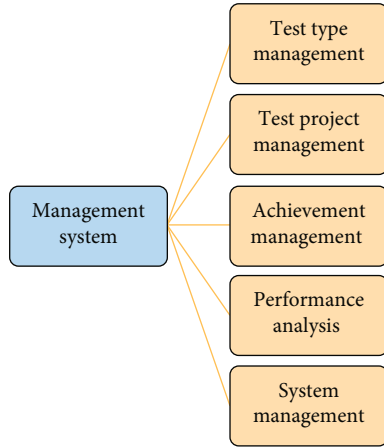 Test type
management
Test project
management
Management
system
Achievement
management
Performance
analysis
System
management